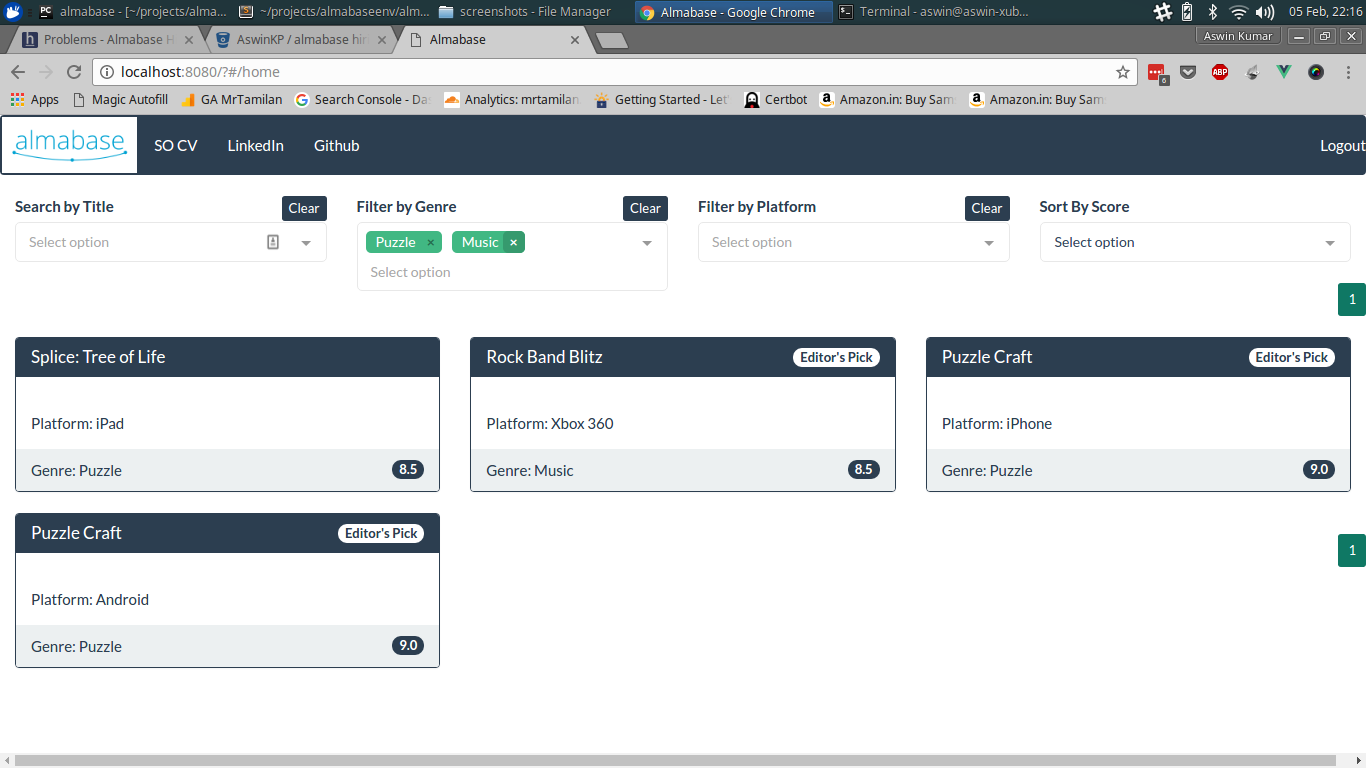 almabase - [~/projects/alma...
~/projects/almabaseenv/alm...
screenshots - File Manager
Almabase - Google Chrome
Terminal - aswin@aswin-xub...
05 Feb, 22:16
Problems - Almabase H
AswinKP / almabase hiri
Almabase
Aswin Kumar
localhost:8080/?#/home
6
ABP
Apps
Magic Autofill
GA MrTamilan
Search Console - Da
Analytics: mrtamilan
Getting Started - Let'
Certbot
Amazon.in: Buy Sam
Amazon.in: Buy Sam
almabase
SO CV
LinkedIn
Github
Logout
Search by Title
Clear
Filter by Genre
Clear
Filter by Platform
Clear
Sort By Score
Select option
Puzzle ×
Music ×
Select option
Select option
Select option
1
Splice: Tree of Life
Platform: iPad
Genre: Puzzle
8.5
Rock Band Blitz
Editor's Pick
Platform: Xbox 360
Genre: Music
8.5
Puzzle Craft
Editor's Pick
Platform: iPhone
Genre: Puzzle
9.0
Puzzle Craft
Editor's Pick
Platform: Android
Genre: Puzzle
9.0
1